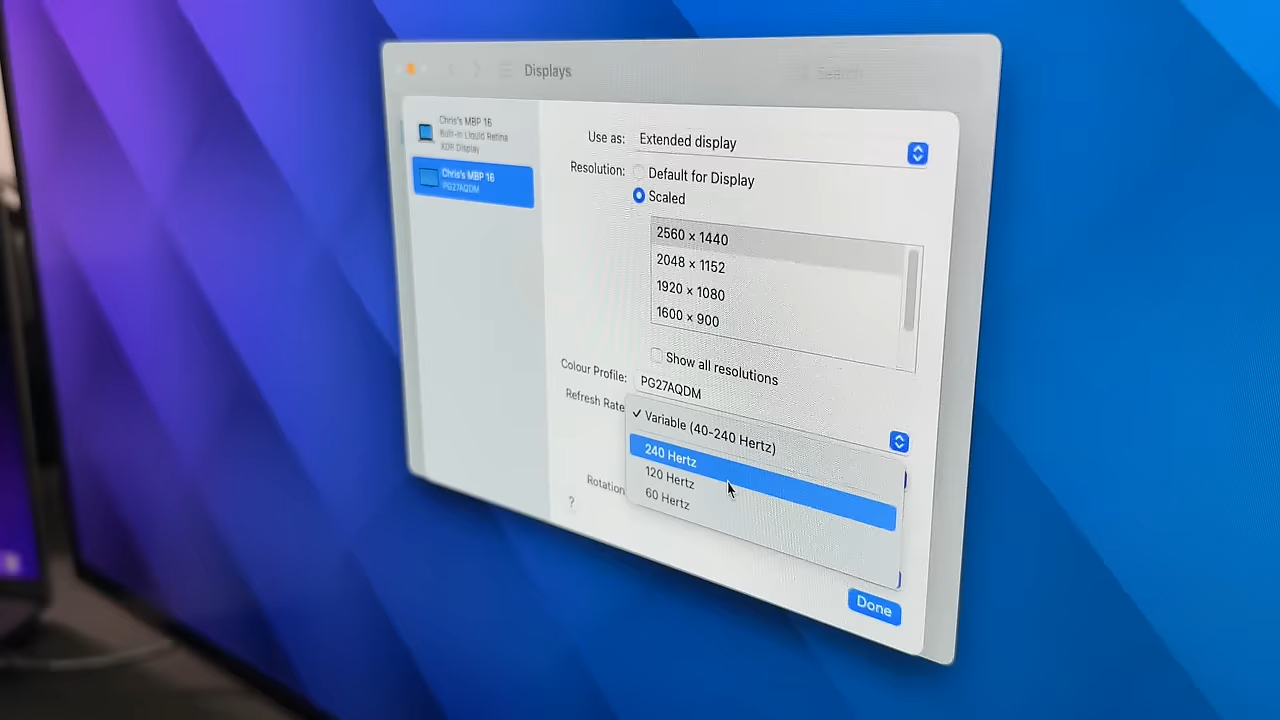 Displays
Search
Chris's MBP 16
Built-in Liquid Retina
XDR Display
Chris's MBP 16
PG27AQDM
Use as: Extended display
Resolution: Default for Display
Scaled
2560 × 1440
2048 × 1152
1920 × 1080
1600 × 900
Show all resolutions
Colour Profile: PG27AQDM
Refresh Rate
✓ Variable (40-240 Hertz)
240 Hertz
120 Hertz
60 Hertz
Rotation
?
Done